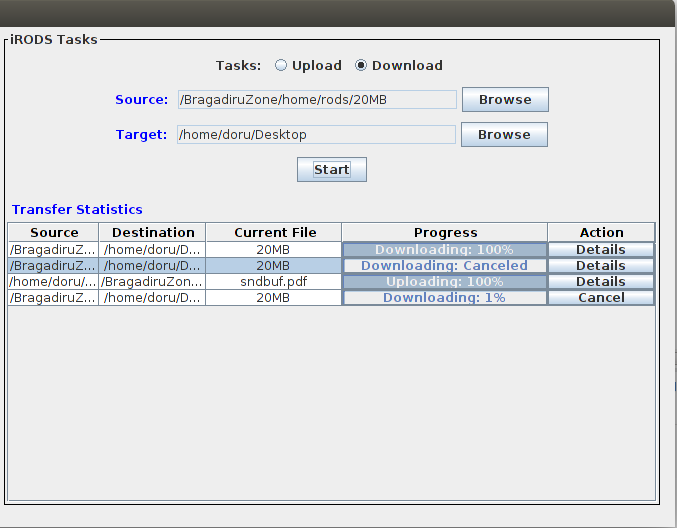 iRODS Tasks
Tasks: Upload Download
Source: /BragadiruZone/home/rods/20MB Browse
Target: /home/doru/Desktop Browse
Start
Transfer Statistics
Source Destination Current File Progress Action
/BragadiruZ... /home/doru/D... 20MB Downloading: 100% Details
/BragadiruZ... /home/doru/D... 20MB Downloading: Canceled Details
/home/doru/... /BragadiruZon... sndbuf.pdf Uploading: 100% Details
/BragadiruZ... /home/doru/D... 20MB Downloading: 1% Cancel